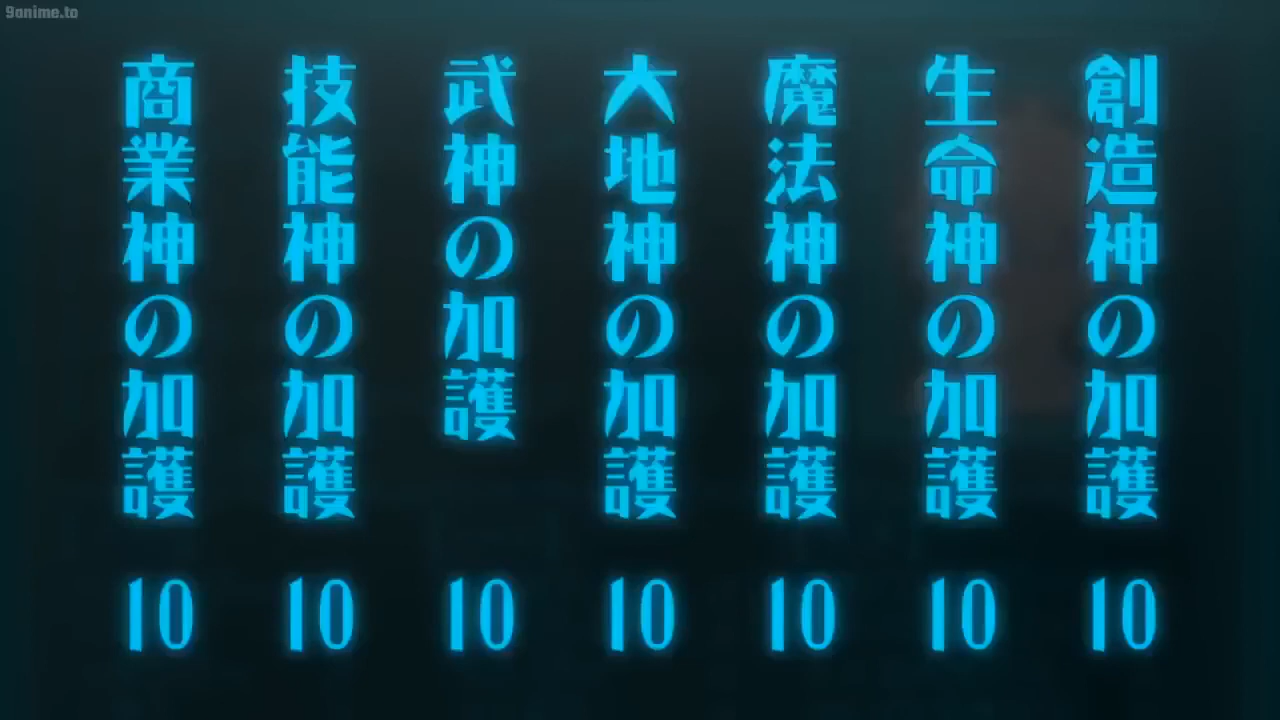 9anime.to
創造神の加護 10
生命神の加護 10
魔法神の加護 10
大地神の加護 10
武神の加護 10
技能神の加護 10
商業神の加護 10